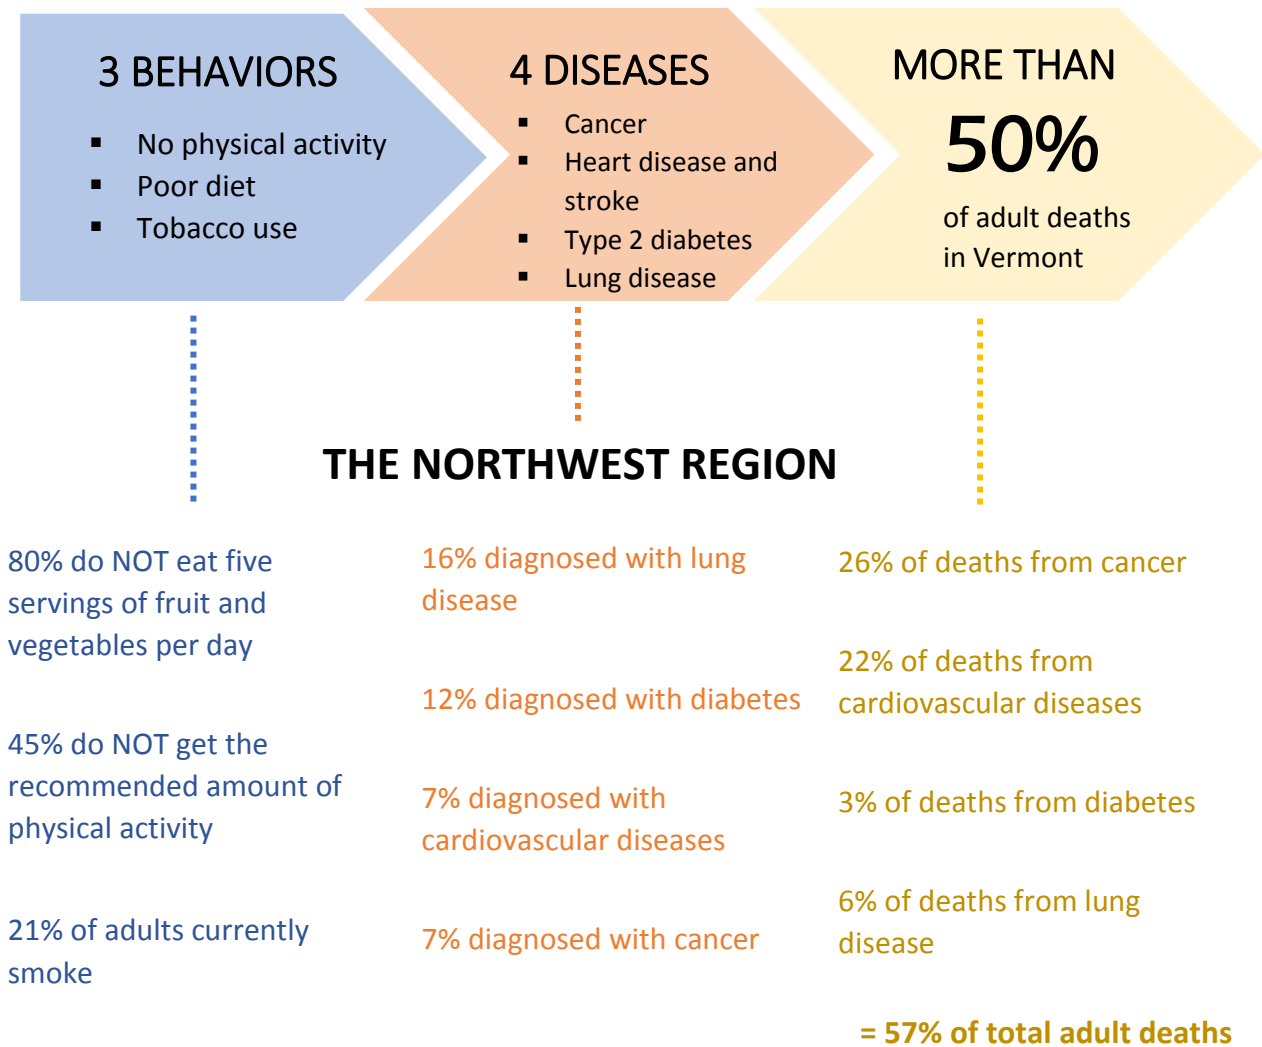 3 BEHAVIORS
▪ No physical activity
▪ Poor diet
▪ Tobacco use
4 DISEASES
▪ Cancer
▪ Heart disease and
stroke
▪ Type 2 diabetes
▪ Lung disease
MORE THAN
50%
of adult deaths
in Vermont
THE NORTHWEST REGION
80% do NOT eat five
servings of fruit and
vegetables per day
45% do NOT get the
recommended amount of
physical activity
21% of adults currently
smoke
16% diagnosed with lung
disease
12% diagnosed with diabetes
7% diagnosed with
cardiovascular diseases
7% diagnosed with cancer
26% of deaths from cancer
22% of deaths from
cardiovascular diseases
3% of deaths from diabetes
6% of deaths from lung
disease
= 57% of total adult deaths